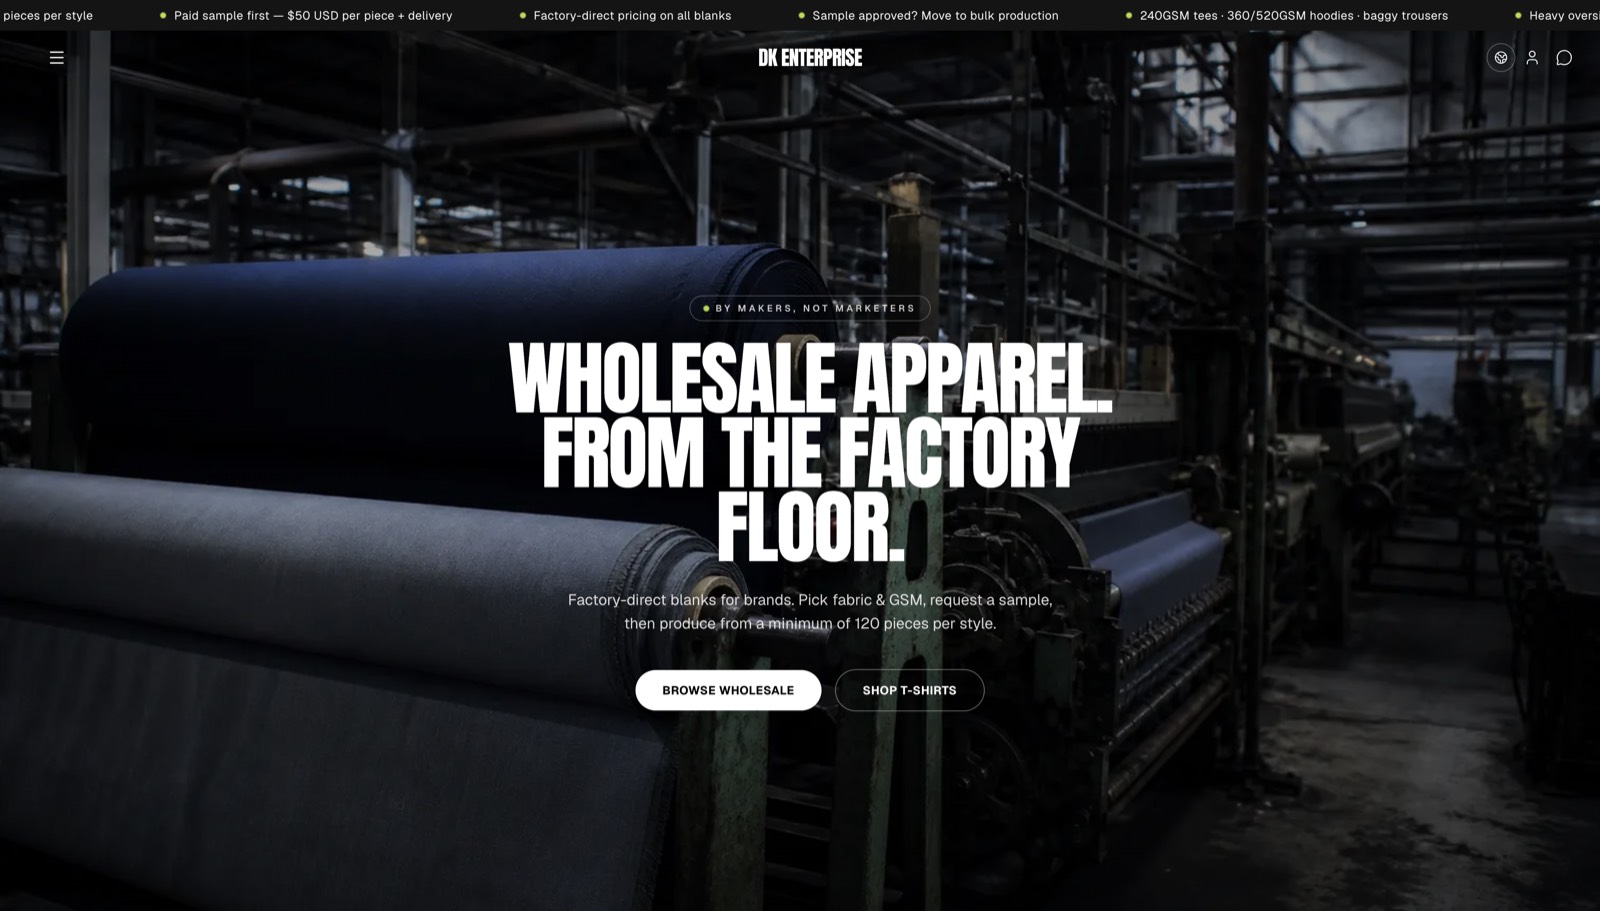 pieces per style
Paid sample first — $50 USD per piece + delivery
Factory-direct pricing on all blanks
Sample approved? Move to bulk production
240GSM tees · 360/520GSM hoodies · baggy trousers
Heavy
DK ENTERPRISE
BY MAKERS, NOT MARKETERS
WHOLESALE APPAREL.
FROM THE FACTORY
FLOOR.
Factory-direct blanks for brands. Pick fabric & GSM, request a sample,
then produce from a minimum of 120 pieces per style.
BROWSE WHOLESALE
SHOP T-SHIRTS